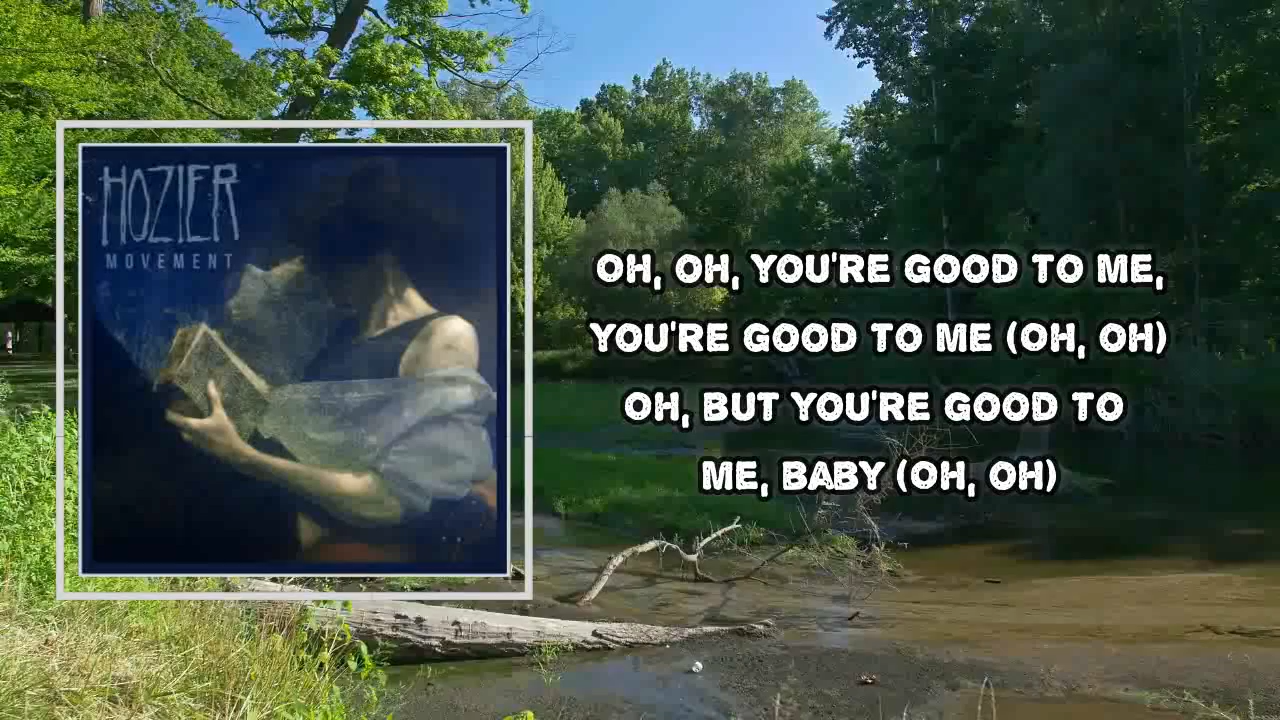 HOZIER
MOVEMENT
OH, OH, YOU'RE GOOD TO ME,
YOU'RE GOOD TO ME (OH, OH)
OH, BUT YOU'RE GOOD TO
ME, BABY (OH, OH)